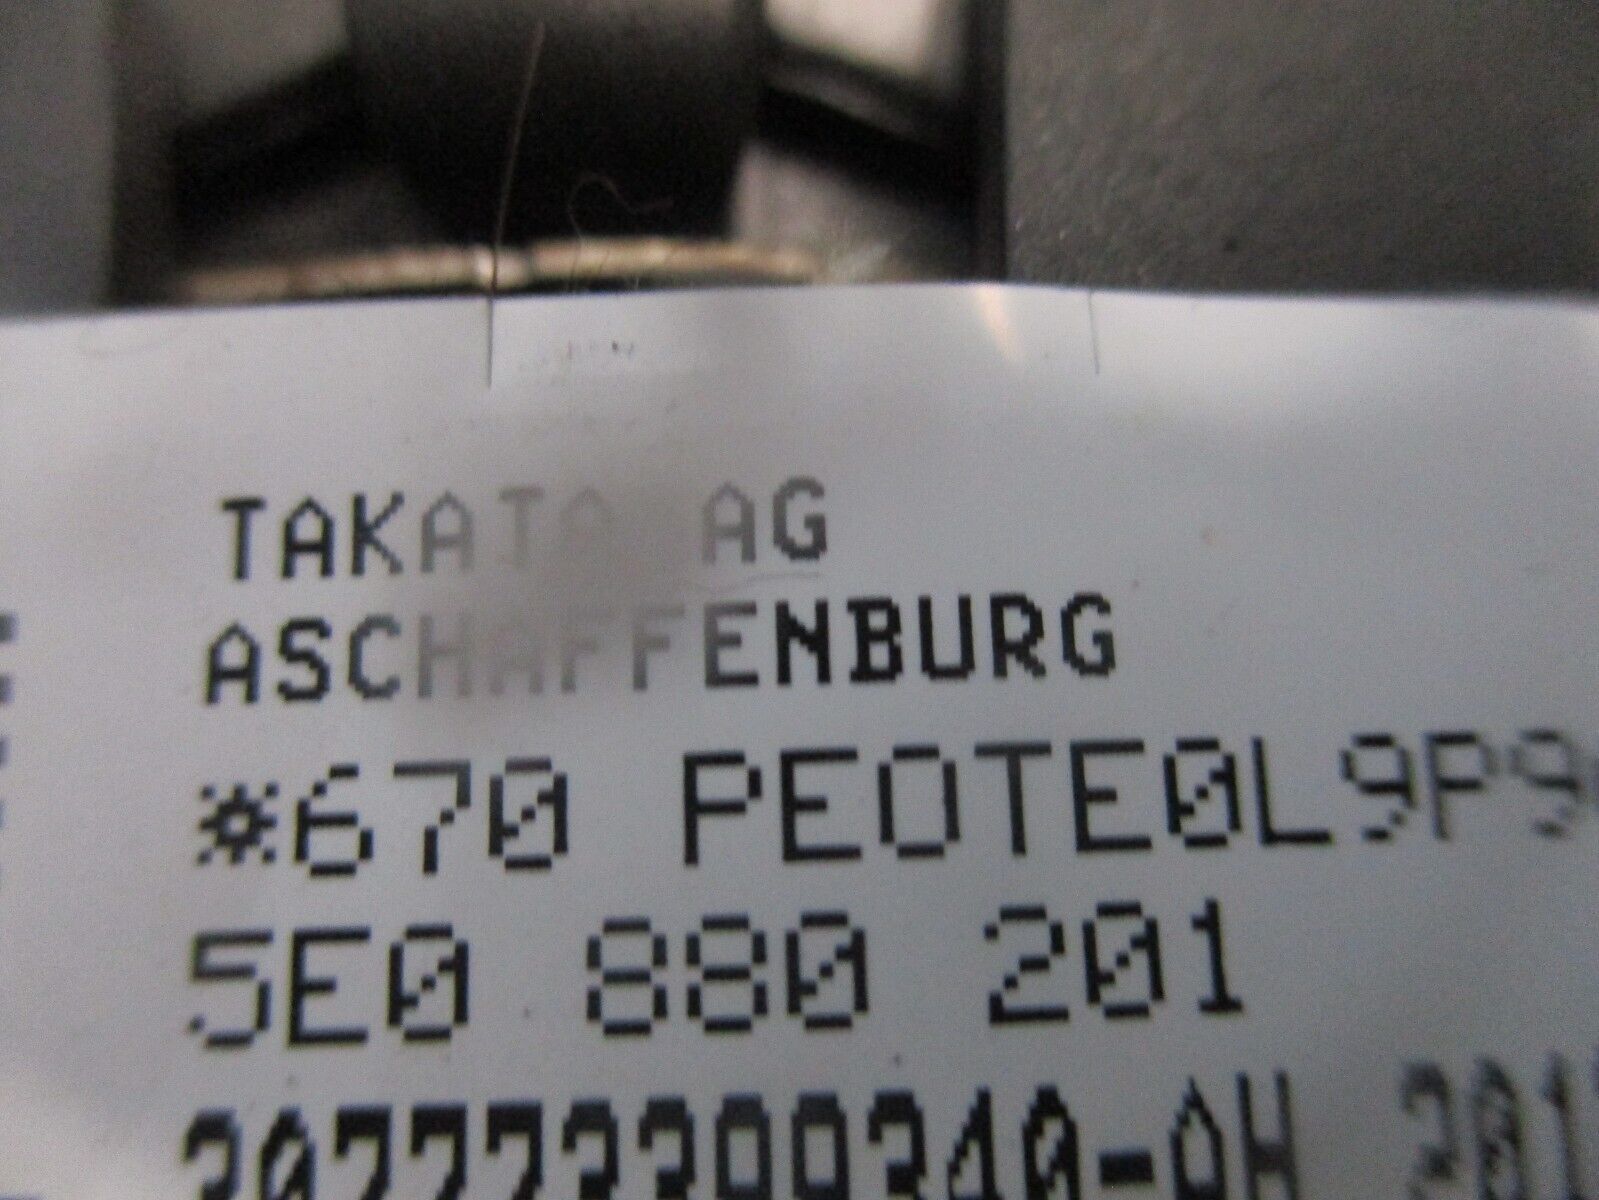 TAKATA AG
ASCHAFFENBURG
*670 PEOTE0L9P9
5E0 880 201